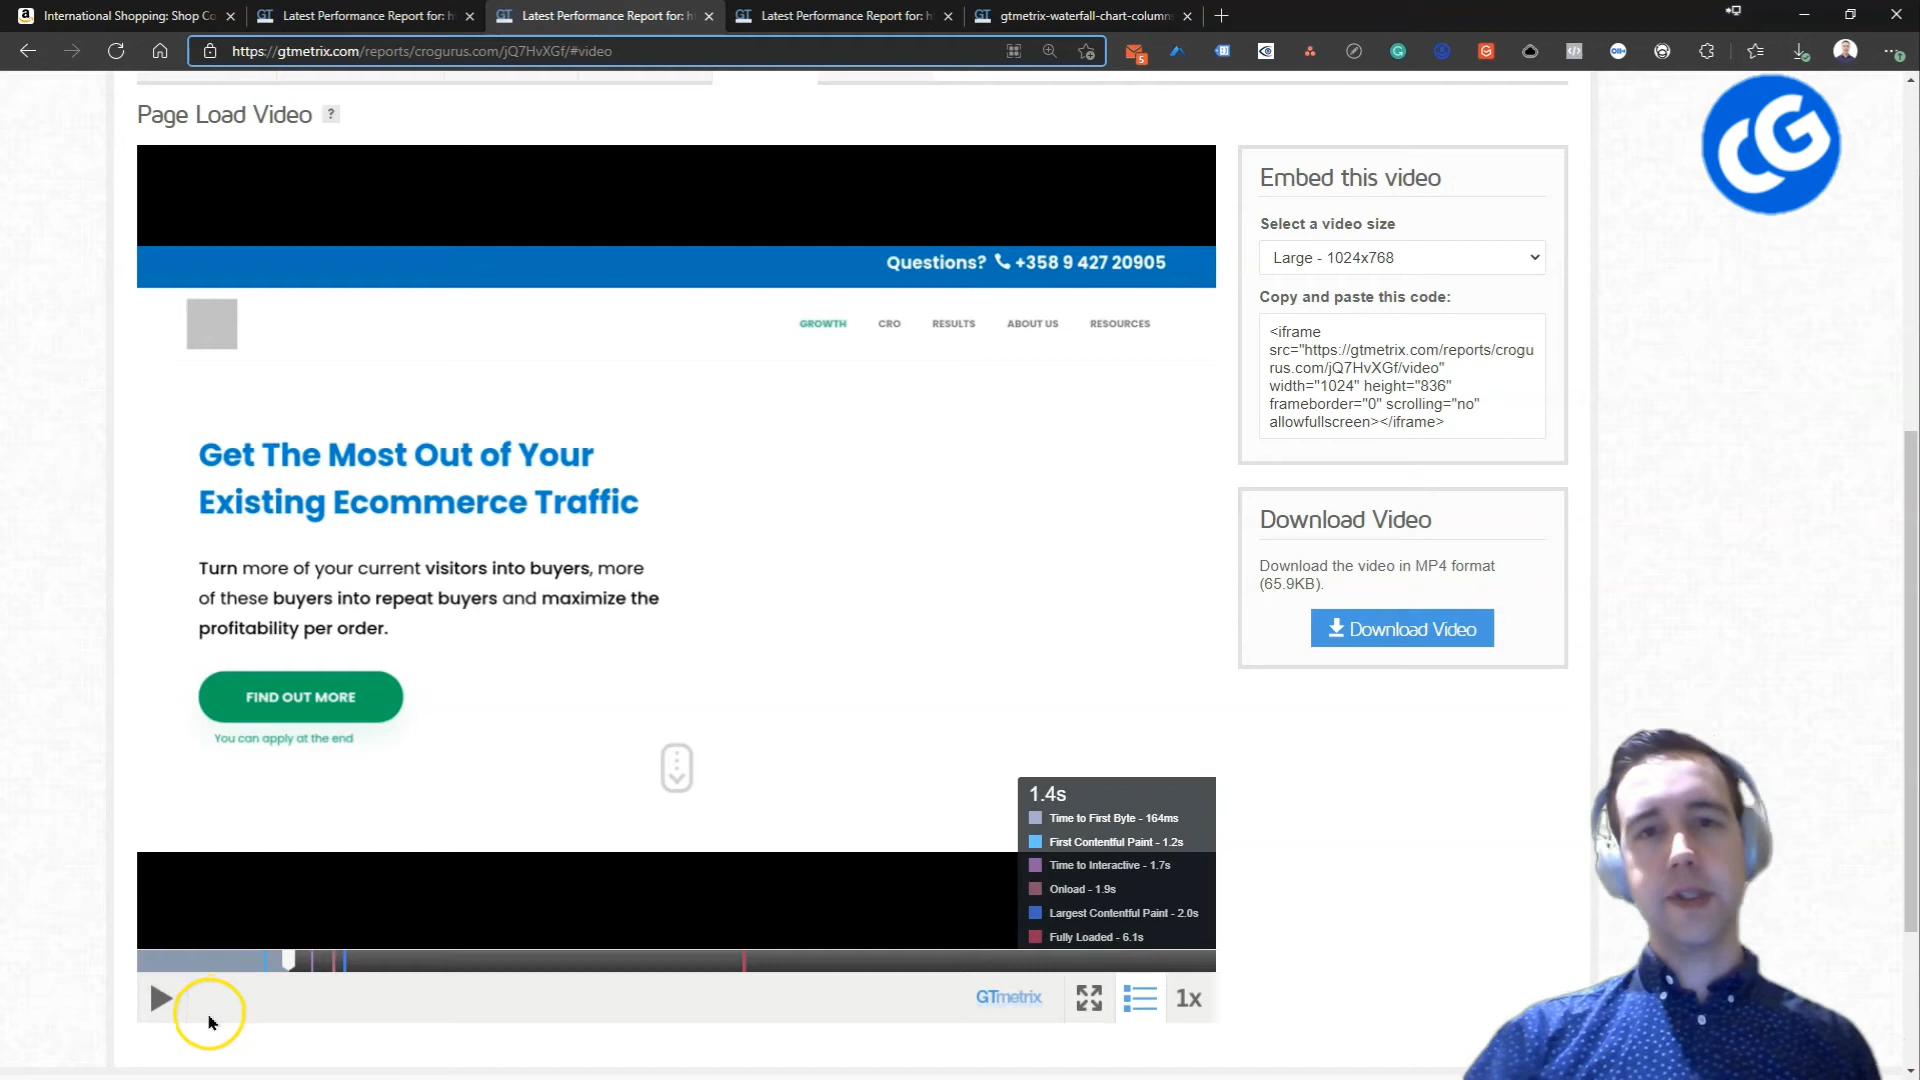 International Shopping: Shop Co
GT Latest Performance Report for: h
GT Latest Performance Report for: h
GT Latest Performance Report for: h
GT gtmetrix-waterfall-chart-column
https://gtmetrix.com/reports/crogurus.com/jQ7HvXGf/#video
5
Page Load Video ?
CG
Questions? +358 9 427 20905
GROWTH CRO RESULTS ABOUT US RESOURCES
Get The Most Out of Your
Existing Ecommerce Traffic
Turn more of your current visitors into buyers, more
of these buyers into repeat buyers and maximize the
profitability per order.
FIND OUT MORE
You can apply at the end
1.4s
Time to First Byte - 164ms
First Contentful Paint - 1.2s
Time to Interactive - 1.7s
Onload - 1.9s
Largest Contentful Paint - 2.0s
Fully Loaded - 6.1s
GTmetrix
1x
Embed this video
Select a video size
Large - 1024x768
Copy and paste this code:
<iframe
src="https://gtmetrix.com/reports/crogu
rus.com/jQ7HvXGf/video"
width="1024" height="836"
frameborder="0" scrolling="no"
allowfullscreen></iframe>
Download Video
Download the video in MP4 format
(65.9KB).
Download Video